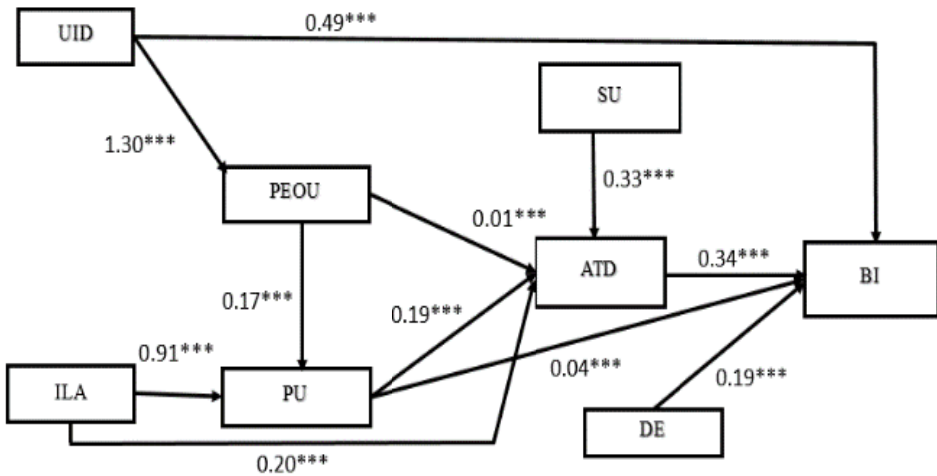 UID
0.49***
SU
1.30***
PEOU
0.33***
0.01***
ATD
0.34***
BI
0.17***
0.19***
0.91***
0.04***
0.19***
ILA
PU
DE
0.20***